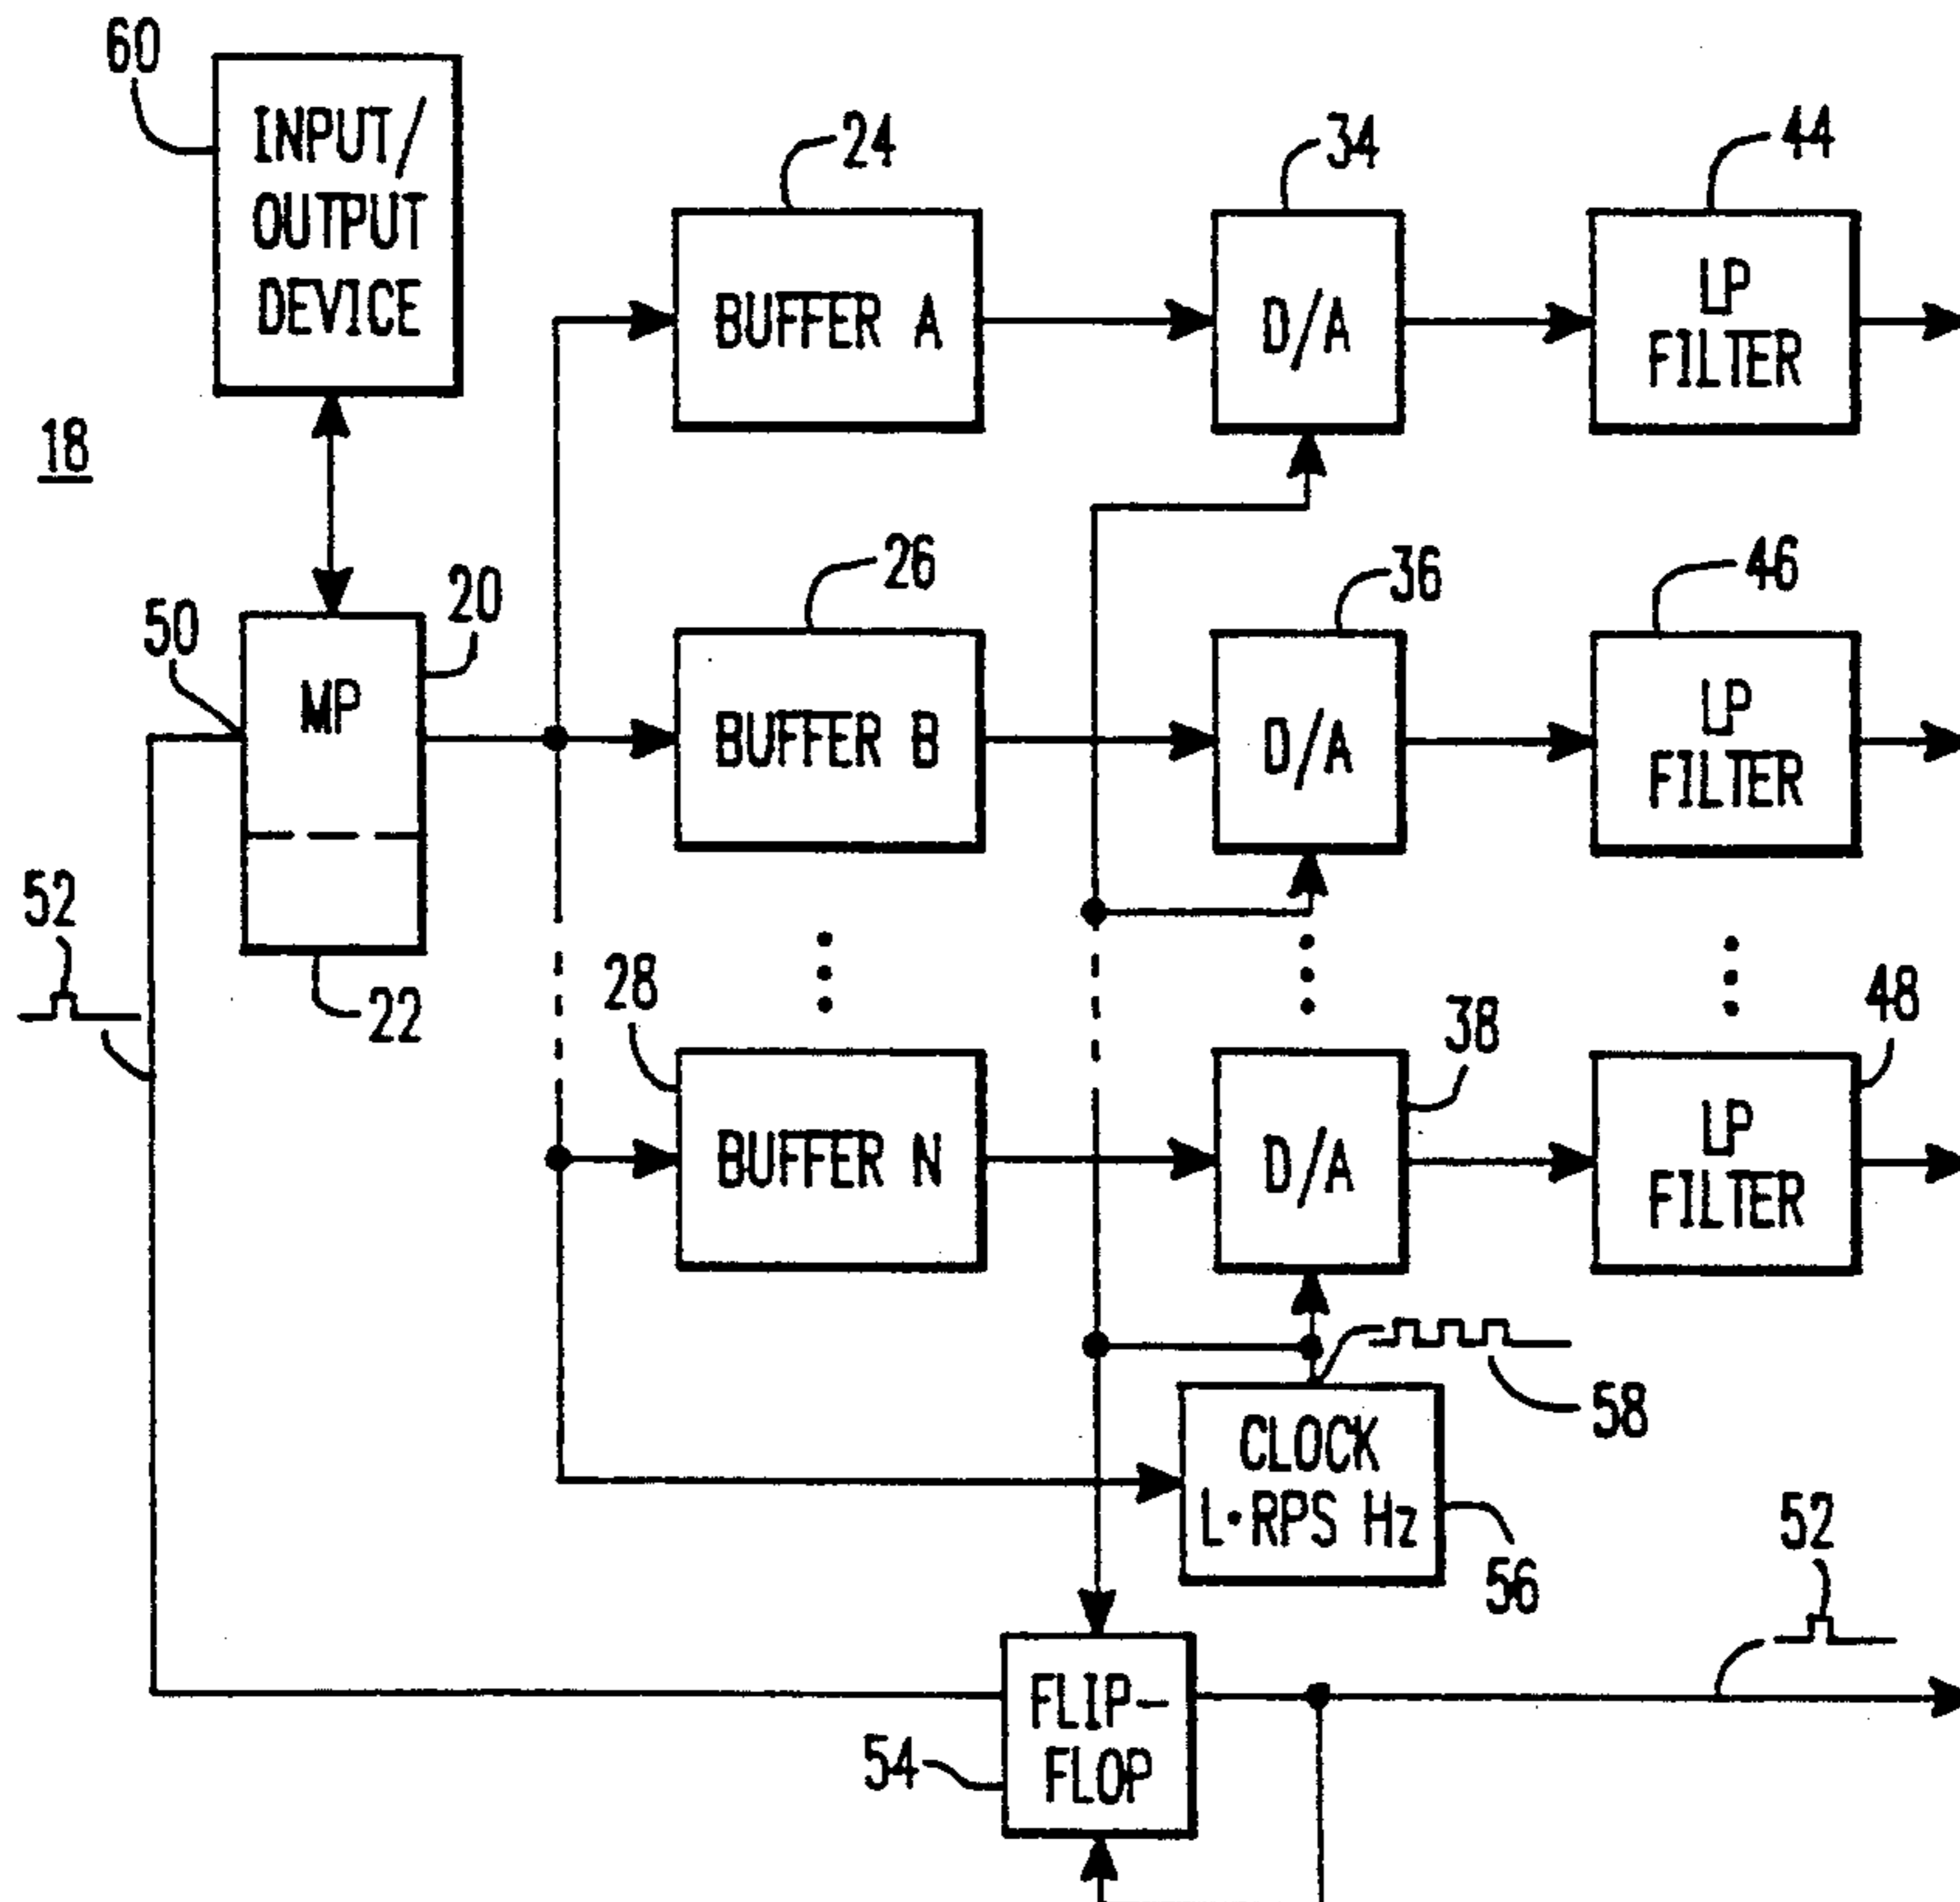 60
INPUT/
OUTPUT
DEVICE
24
34
44
BUFFER A
D/A
LP
FILTER
18
50
20
26
36
46
MP
BUFFER B
D/A
LP
FILTER
52
22
28
38
48
BUFFER N
D/A
LP
FILTER
58
CLOCK
L•RPS Hz
56
52
FLIP-
FLOP
54